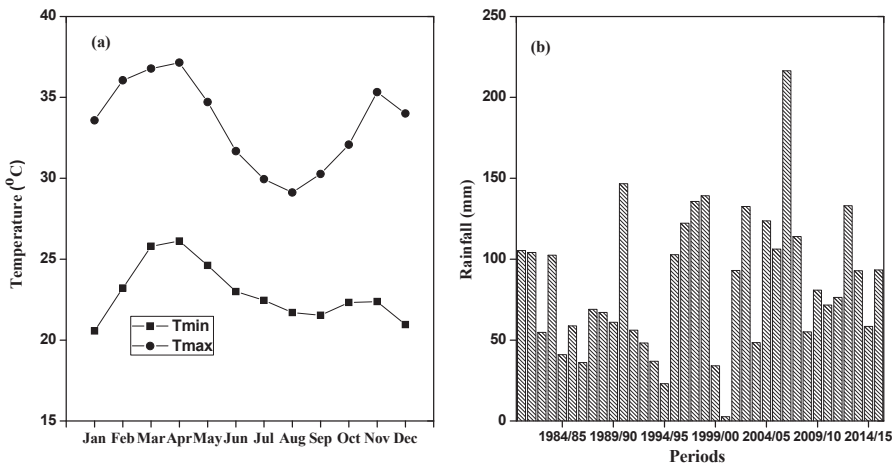 (a)
40
35
30
25
20
15
Temperature (⁰C)
Tmin
Tmax
Jan Feb Mar Apr May Jun Jul Aug Sep Oct Nov Dec
(b)
250
200
150
100
50
0
Rainfall (mm)
1984/85 1989/90 1994/95 1999/00 2004/05 2009/10 2014/15
Periods